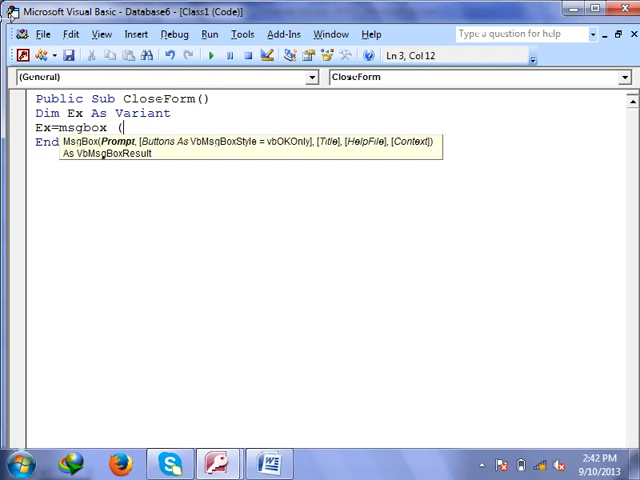 Microsoft Visual Basic - Database6 - [Class1 (Code)]
File Edit View Insert Debug Run Tools Add-Ins Window Help Type a question for help
Ln 3, Col 12
(General) CloseForm
Public Sub CloseForm()
Dim Ex As Variant
Ex=msgbox (
End
MsgBox(Prompt, [Buttons As VbMsgBoxStyle = vbOKOnly], [Title], [HelpFile], [Context])
As VbMsgBoxResult
2:42 PM
9/10/2013